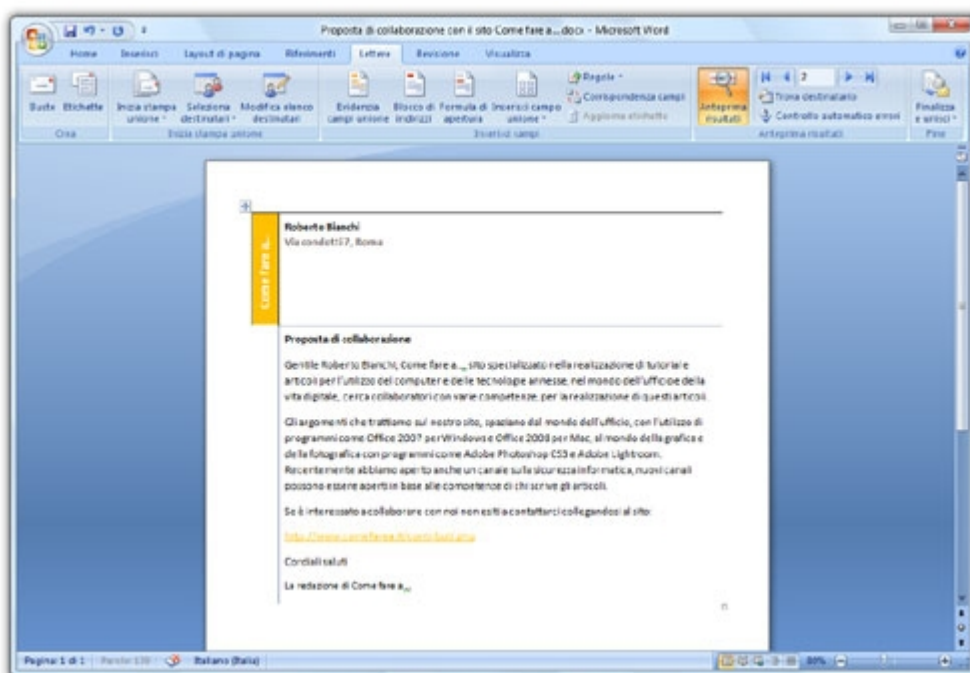 Proposta di collaborazione con il sito Come fare a....docx - Microsoft Word
Home Inserisci Layout di pagina Riferimenti Lettere Revisione Visualizza
Buste Etichette Inizia stampa unione Seleziona destinatari Modifica elenco destinatari Evidenzia campi unione Blocco di indirizzi Formula di apertura Inserisci campo unione
Regole
Corrispondenza campi
Aggiorna etichette
Anteprima risultati
2
Trova destinatario
Controllo automatico errori
Finalizza e unisci
Crea Inizia stampa unione Inserisci campi Anteprima risultati Fine
Come fare a...
Roberto Bianchi
Via condotti 57, Roma
Proposta di collaborazione
Gentile Roberto Bianchi, Come fare a..., sito specializzato nella realizzazione di tutorial e
articoli per l'utilizzo del computer e delle tecnologie annesse, nel mondo dell'ufficio e della
vita digitale, cerca collaboratori con varie competenze, per la realizzazione di questi articoli.
Gli argomenti che trattiamo sul nostro sito, spaziano dal mondo dell'ufficio, con l'utilizzo di
programmi come Office 2007 per Windows e Office 2008 per Mac, al mondo della grafica e
della fotografica con programmi come Adobe Photoshop CS3 e Adobe Lightroom.
Recentemente abbiamo aperto anche un canale sulla sicurezza informatica, nuovi canali
possono essere aperti in base alle competenze di chi scrive gli articoli.
Se è interessato a collaborare con noi non esiti a contattarci collegandosi al sito:
Cordiali saluti
La redazione di Come fare a...
Pagina: 1 di 1 Parole: 139 Italiano (Italia) 80%